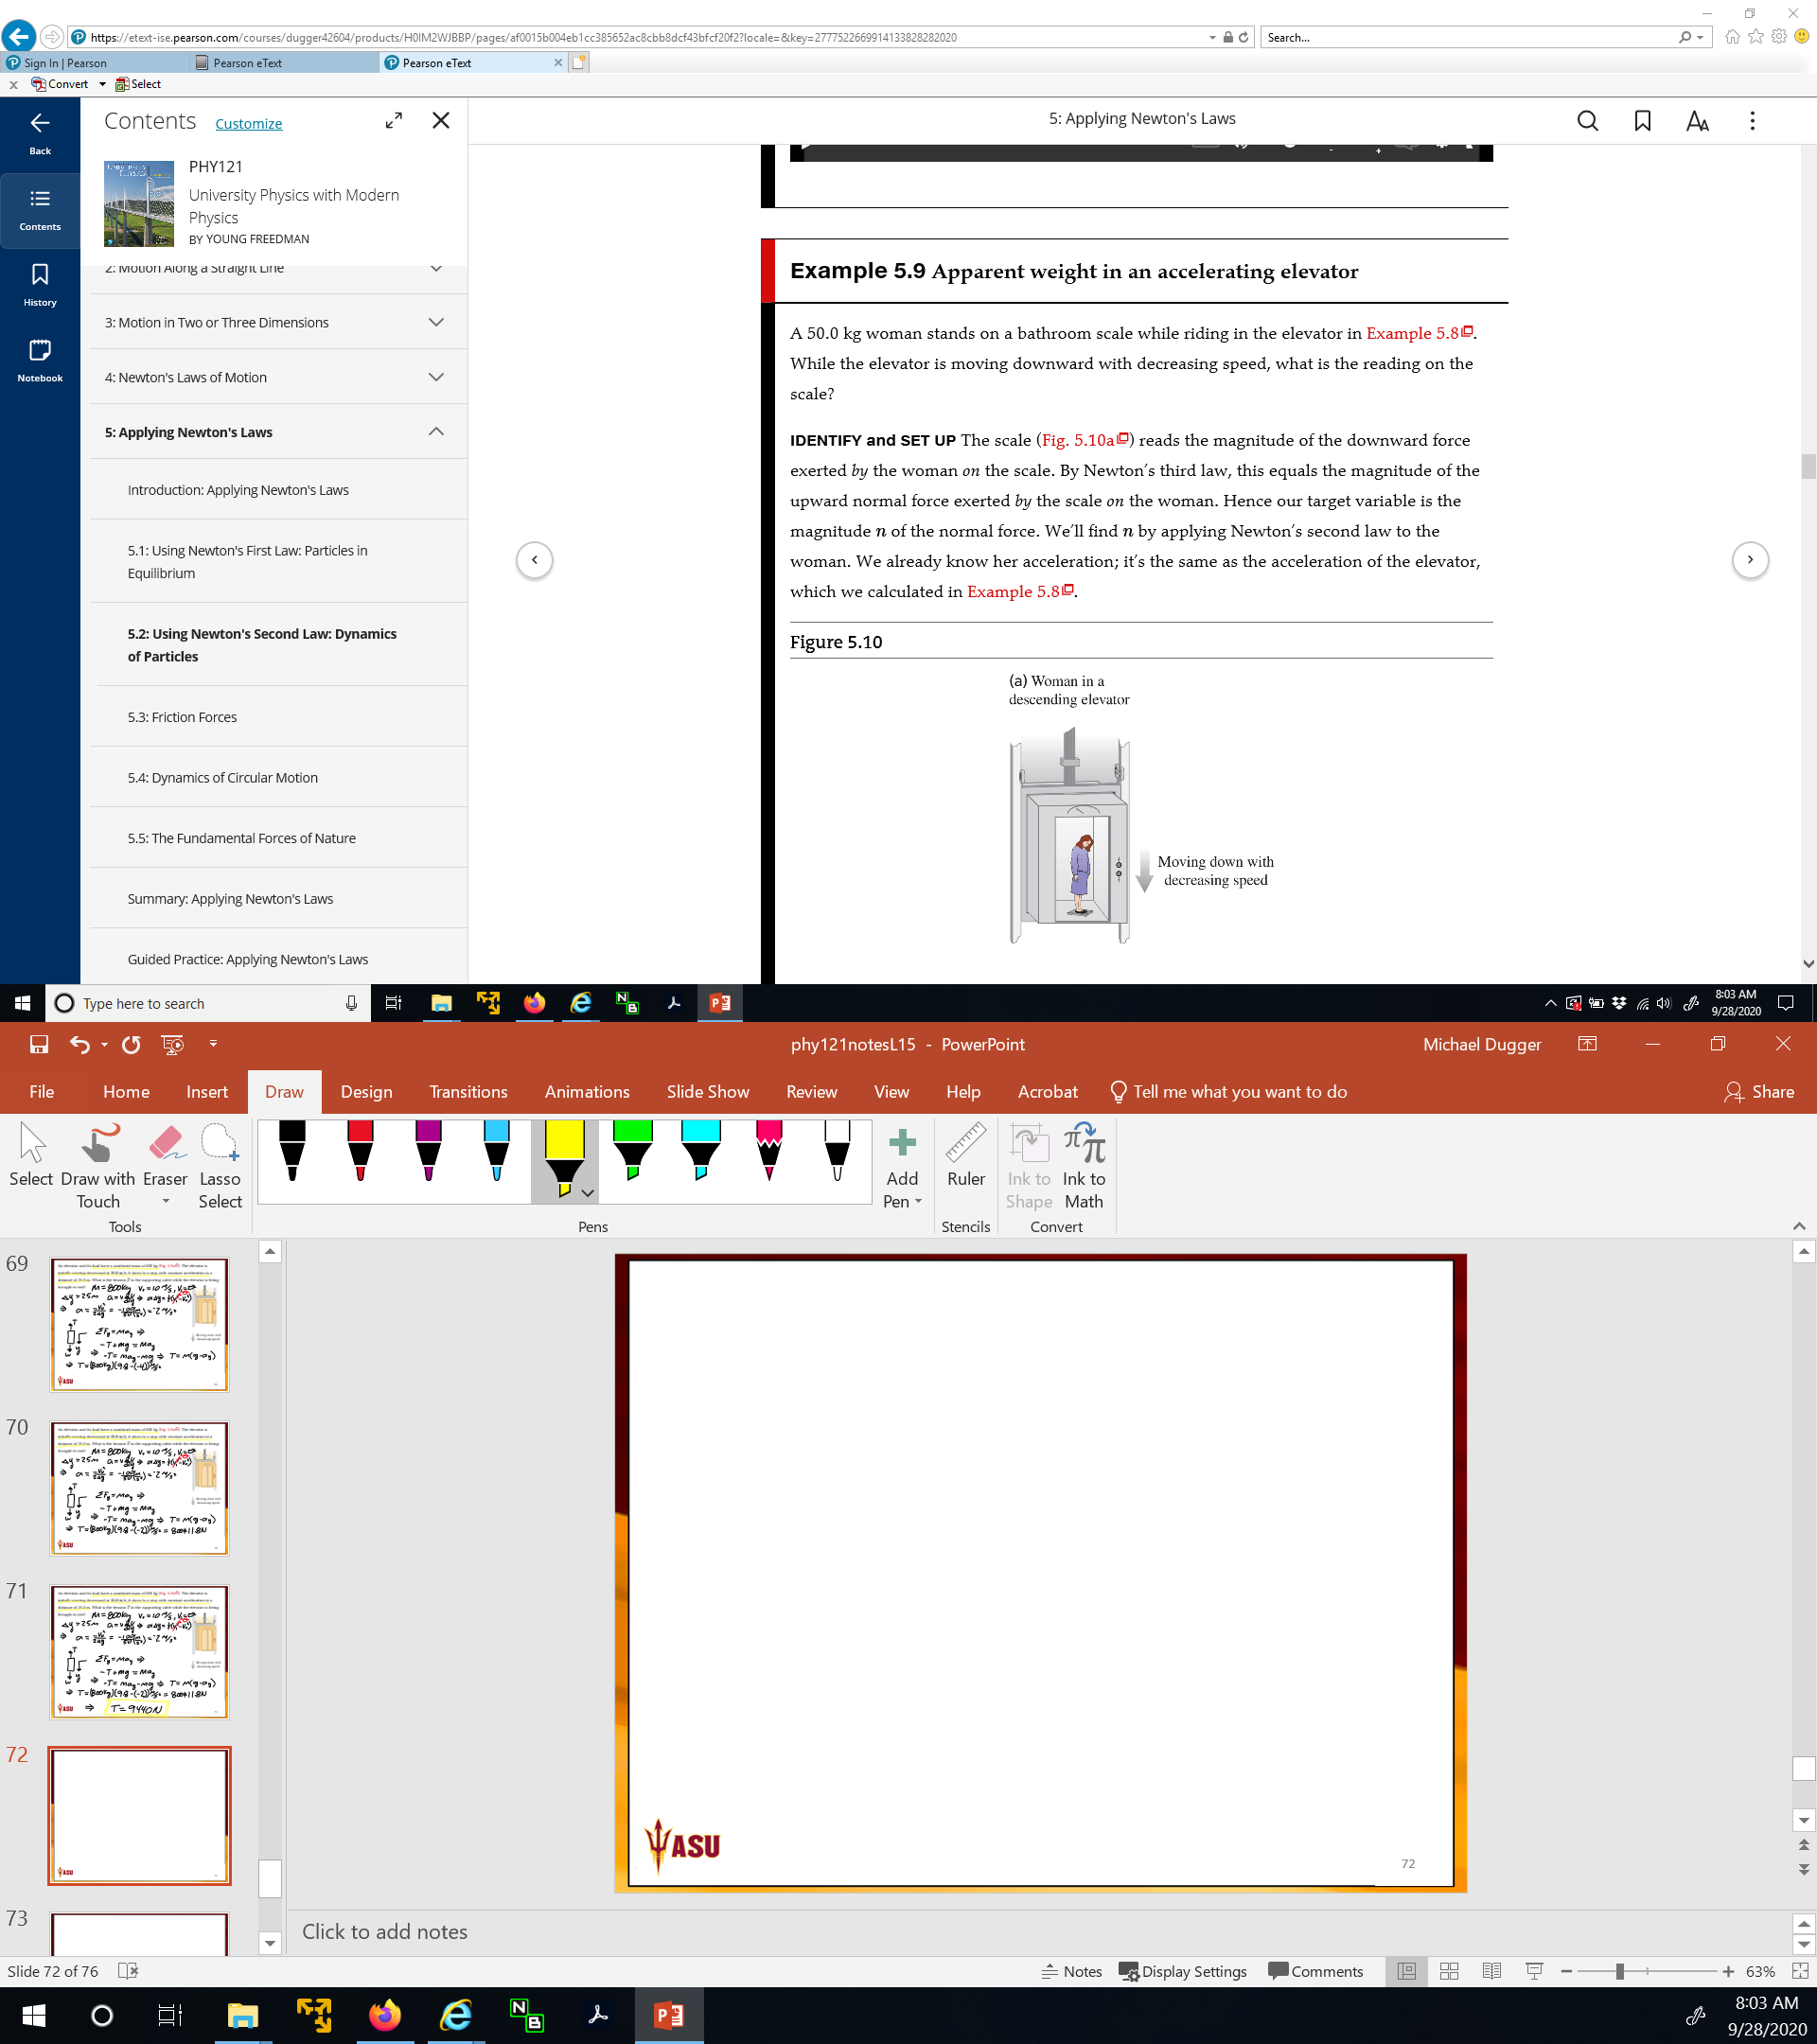 https://etext-ise.pearson.com/courses/dugger42604/products/H0IM2WJBBP/pages/af0015b004eb1cc385652ac8cbb8dcf43bfcf20f2?locale=&key=27775226699141338282820​20
Search...
Sign In | Pearson
Pearson eText
Pearson eText
Convert
Select
Back
Contents
History
Notebook
Contents
Customize
PHY121
University Physics with Modern
Physics
BY YOUNG FREEDMAN
2: Motion Along a Straight Line
3: Motion in Two or Three Dimensions
4: Newton's Laws of Motion
5: Applying Newton's Laws
Introduction: Applying Newton's Laws
5.1: Using Newton's First Law: Particles in
Equilibrium
5.2: Using Newton's Second Law: Dynamics
of Particles
5.3: Friction Forces
5.4: Dynamics of Circular Motion
5.5: The Fundamental Forces of Nature
Summary: Applying Newton's Laws
Guided Practice: Applying Newton's Laws
5: Applying Newton's Laws
Example 5.9 Apparent weight in an accelerating elevator
A 50.0 kg woman stands on a bathroom scale while riding in the elevator in Example 5.8.
While the elevator is moving downward with decreasing speed, what is the reading on the
scale?
IDENTIFY and SET UP The scale (Fig. 5.10a) reads the magnitude of the downward force
exerted by the woman on the scale. By Newton's third law, this equals the magnitude of the
upward normal force exerted by the scale on the woman. Hence our target variable is the
magnitude n of the normal force. We'll find n by applying Newton's second law to the
woman. We already know her acceleration; it's the same as the acceleration of the elevator,
which we calculated in Example 5.8.
Figure 5.10
(a) Woman in a
descending elevator
Moving down with
decreasing speed
Type here to search
8:03 AM
9/28/2020
phy121notesL15 - PowerPoint
Michael Dugger
File Home Insert Draw Design Transitions Animations Slide Show Review View Help Acrobat Tell me what you want to do Share
Select
Draw with
Touch
Eraser
Lasso
Select
Add
Pen
Ruler
Ink to
Shape
Ink to
Math
Tools
Pens
Stencils
Convert
69
70
71
T = 9440N
72
73
ASU
72
Click to add notes
Slide 72 of 76
Notes
Display Settings
Comments
63%
8:03 AM
9/28/2020